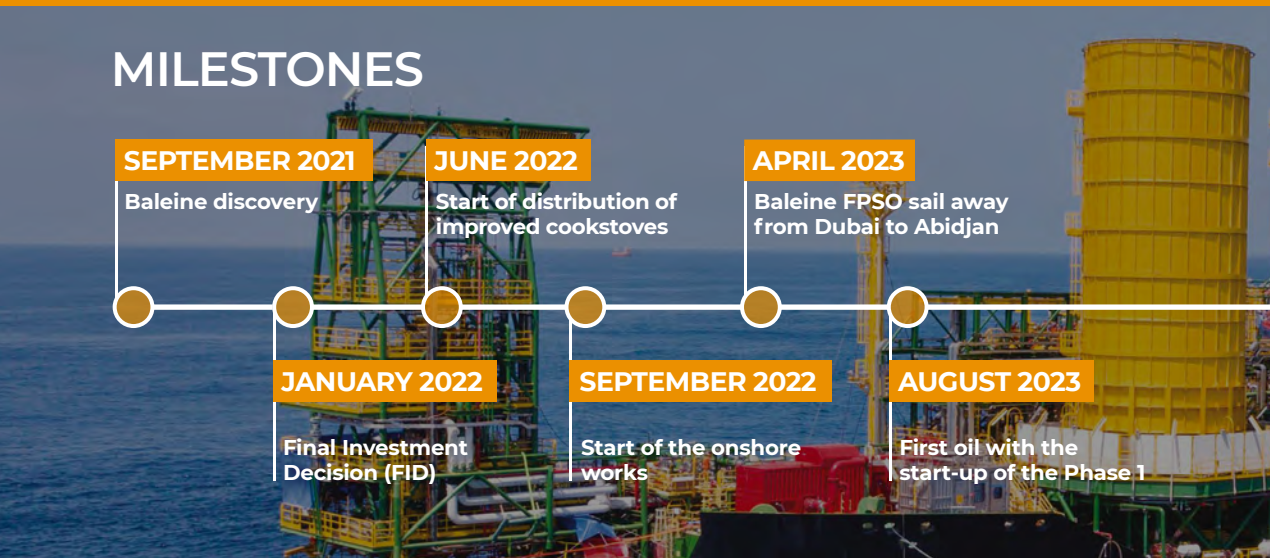 MILESTONES
SEPTEMBER 2021
Baleine discovery
JANUARY 2022
Final Investment
Decision (FID)
JUNE 2022
Start of distribution of
improved cookstoves
SEPTEMBER 2022
Start of the onshore
works
APRIL 2023
Baleine FPSO sail away
from Dubai to Abidjan
AUGUST 2023
First oil with the
start-up of the Phase 1